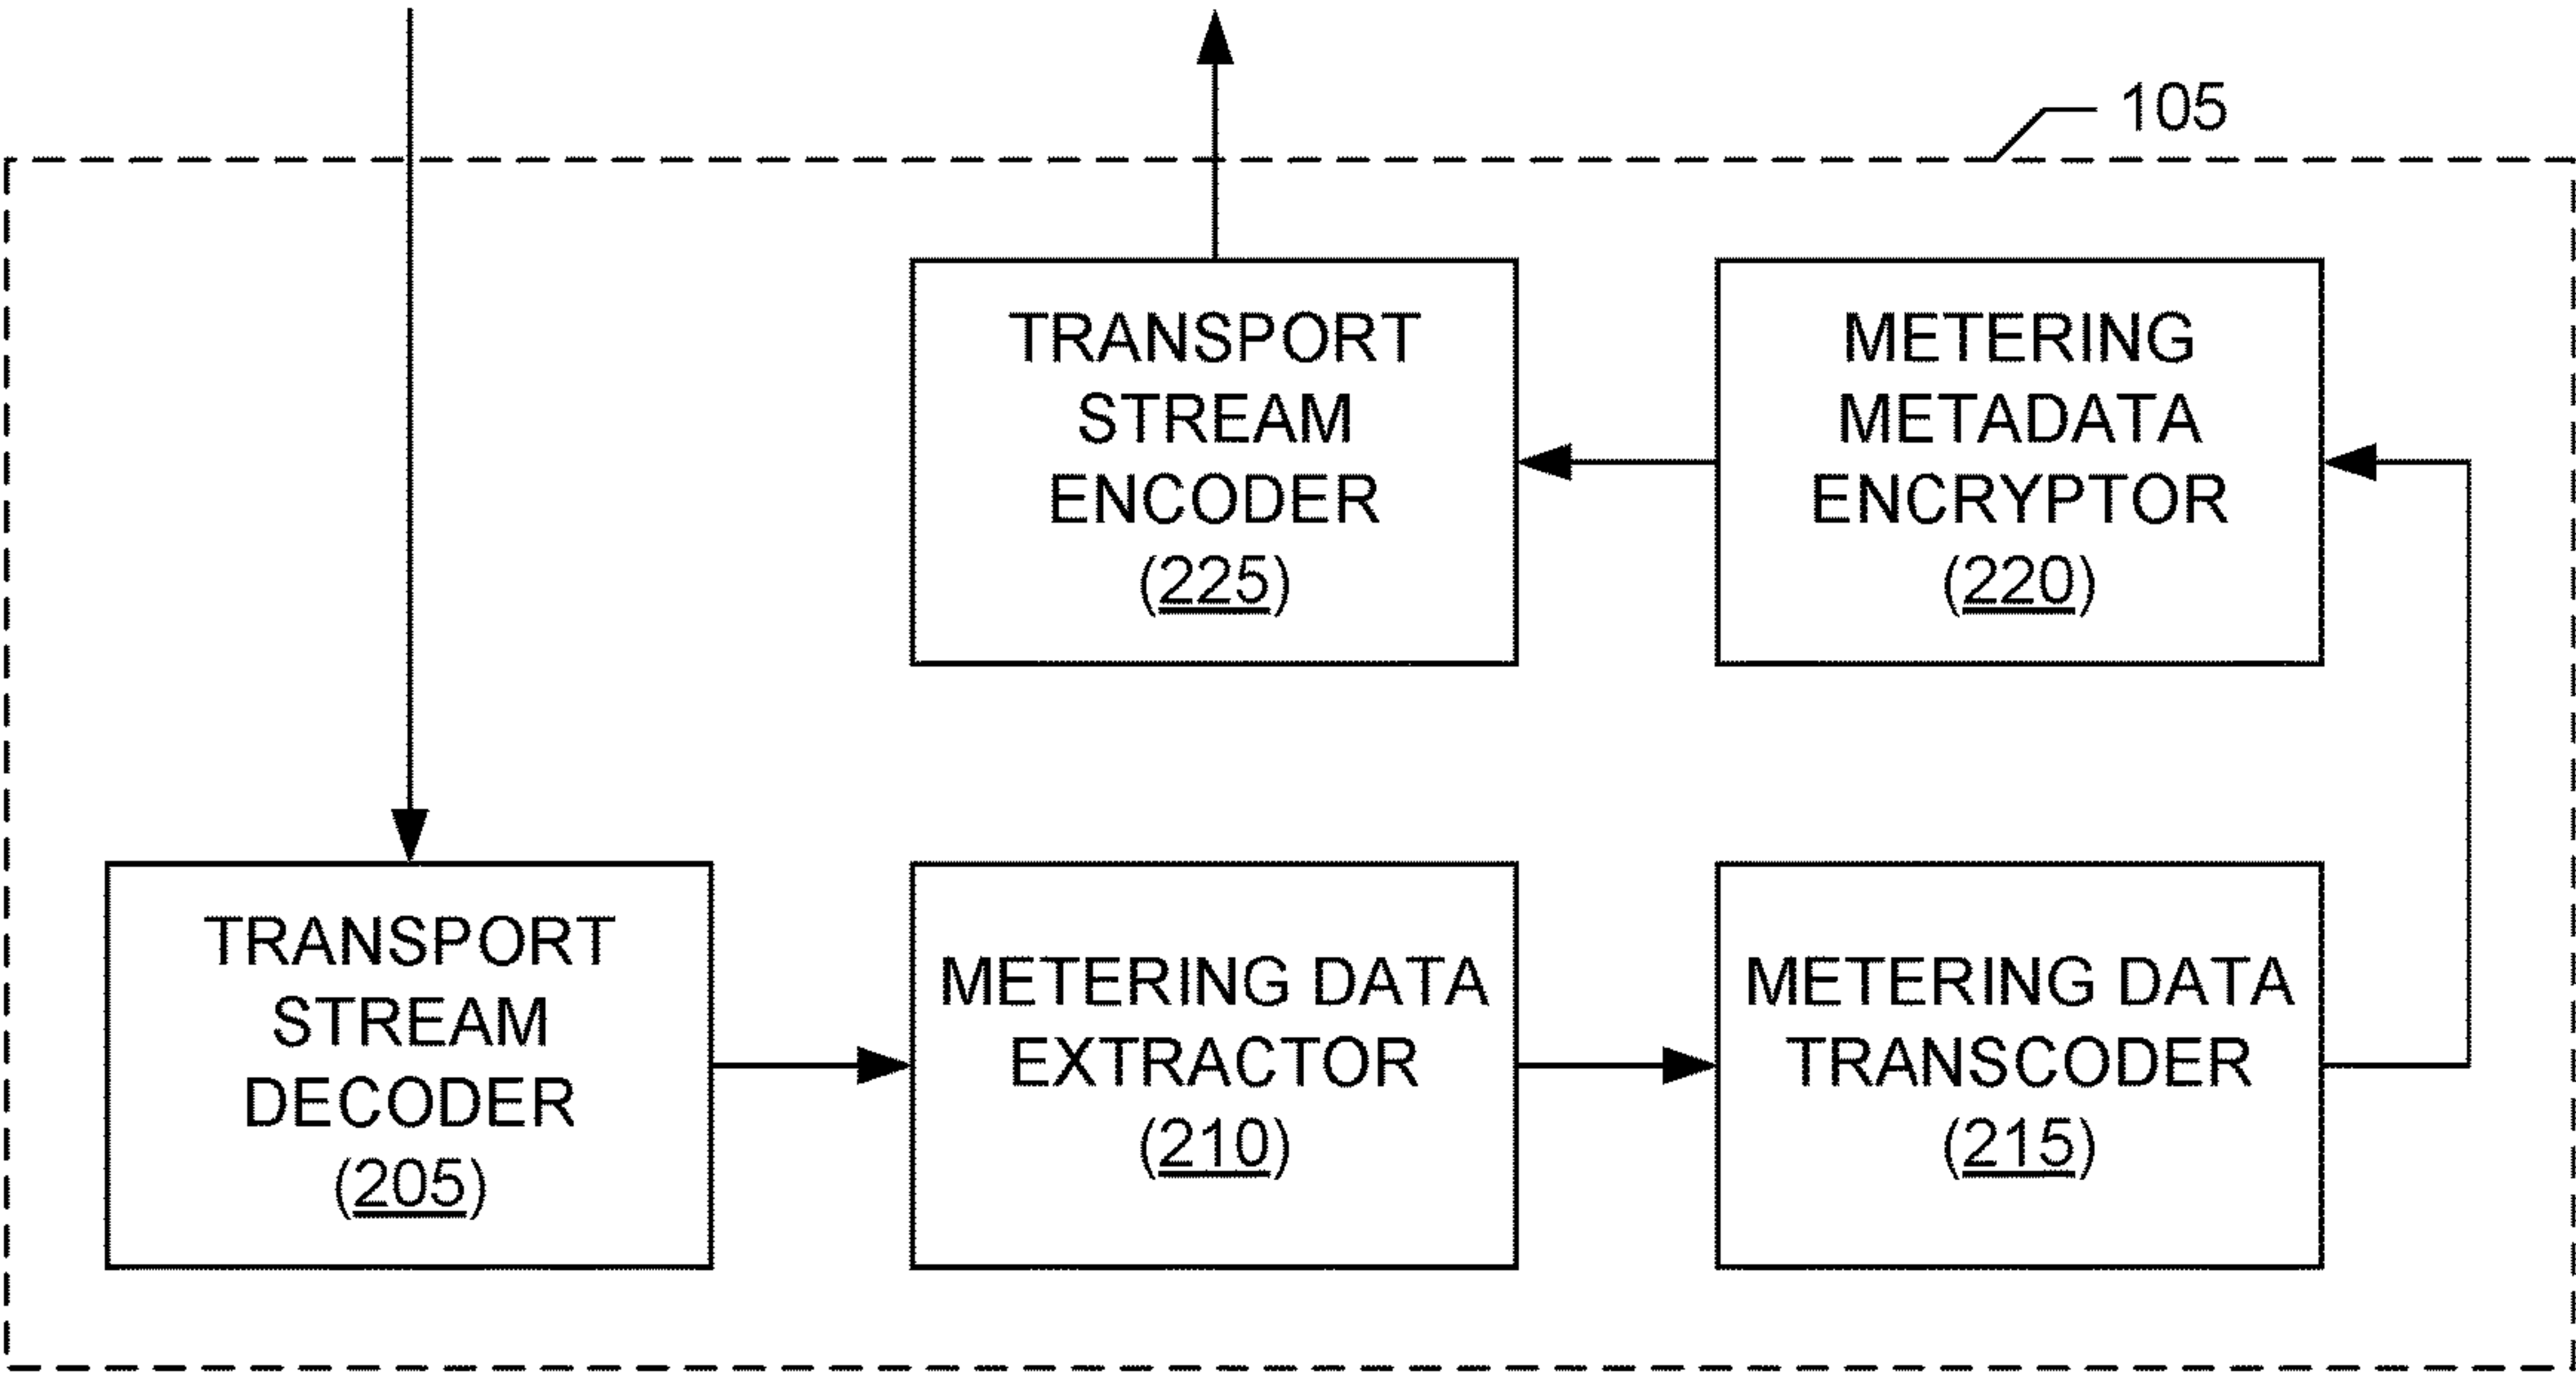 105
TRANSPORT
STREAM
ENCODER
(225)
METERING
METADATA
ENCRYPTOR
(220)
TRANSPORT
STREAM
DECODER
(205)
METERING DATA
EXTRACTOR
(210)
METERING DATA
TRANSCODER
(215)